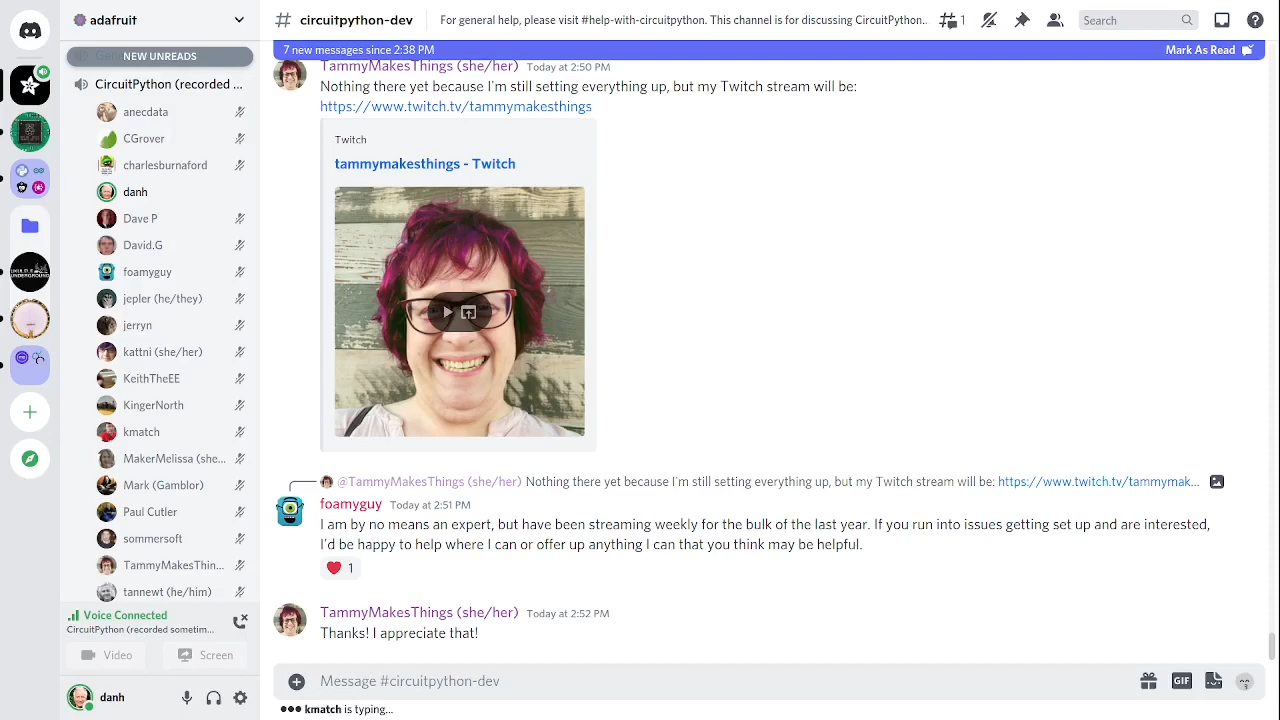 adafruit
# circuitpython-dev
For general help, please visit #help-with-circuitpython. This channel is for discussing CircuitPython...
1
Search
NEW UNREADS
7 new messages since 2:38 PM
Mark As Read
CircuitPython (recorded ...
anecdata
CGrover
charlesburnaford
danh
Dave P
David.G
foamyguy
jepler (he/they)
jerryn
kattni (she/her)
KeithTheEE
KingerNorth
kmatch
MakerMelissa (she...
Mark (Gamblor)
Paul Cutler
sommersoft
TammyMakesThin...
tannewt (he/him)
Voice Connected
CircuitPython (recorded sometim...
Video
Screen
danh
TammyMakesThings (she/her) Today at 2:50 PM
Nothing there yet because I'm still setting everything up, but my Twitch stream will be:
https://www.twitch.tv/tammymakesthings
Twitch
tammymakesthings - Twitch
@TammyMakesThings (she/her) Nothing there yet because I'm still setting everything up, but my Twitch stream will be: https://www.twitch.tv/tammymak...
foamyguy Today at 2:51 PM
I am by no means an expert, but have been streaming weekly for the bulk of the last year. If you run into issues getting set up and are interested,
I'd be happy to help where I can or offer up anything I can that you think may be helpful.
1
TammyMakesThings (she/her) Today at 2:52 PM
Thanks! I appreciate that!
Message #circuitpython-dev
GIF
kmatch is typing...